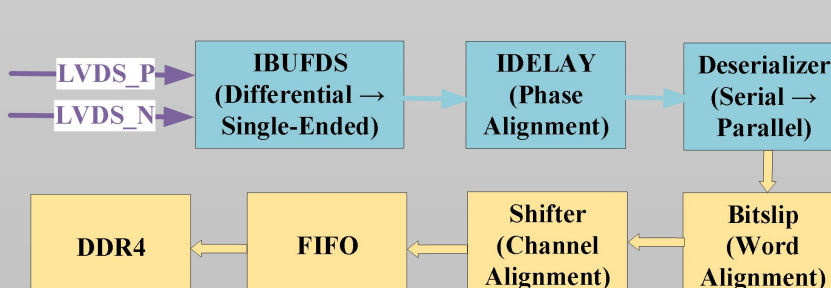 LVDS_P
LVDS_N
IBUFDS
(Differential →
Single-Ended)
IDELAY
(Phase
Alignment)
Deserializer
(Serial →
Parallel)
DDR4
FIFO
Shifter
(Channel
Alignment)
Bitslip
(Word
Alignment)